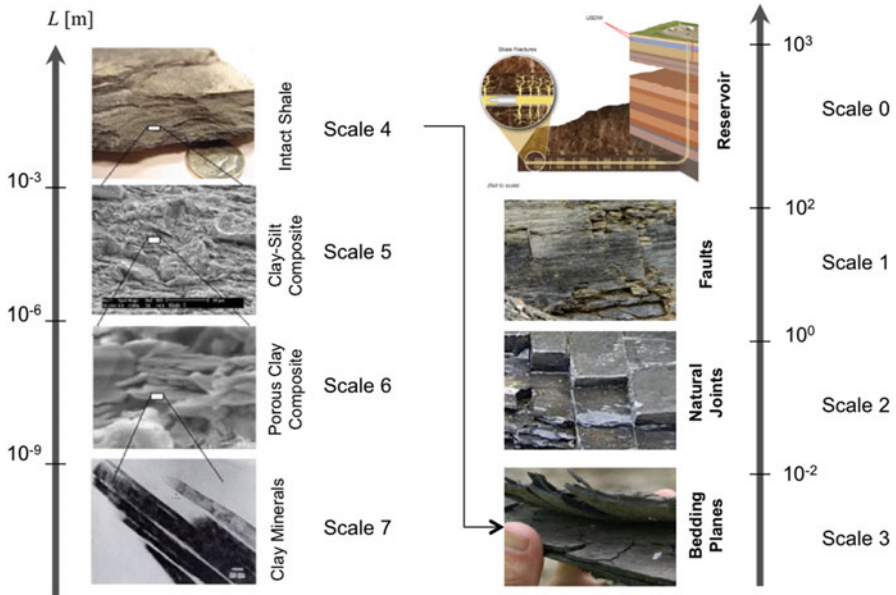 L [m]
Intact Shale
Scale 4
10-3
Clay-Silt
Composite
Scale 5
10-6
Porous Clay
Composite
Scale 6
10-9
Clay Minerals
Scale 7
USDW
Shale Fractures
(Not to scale)
Reservoir
10³
Scale 0
10²
Faults
Scale 1
10⁰
Natural
Joints
Scale 2
10-2
Bedding
Planes
Scale 3